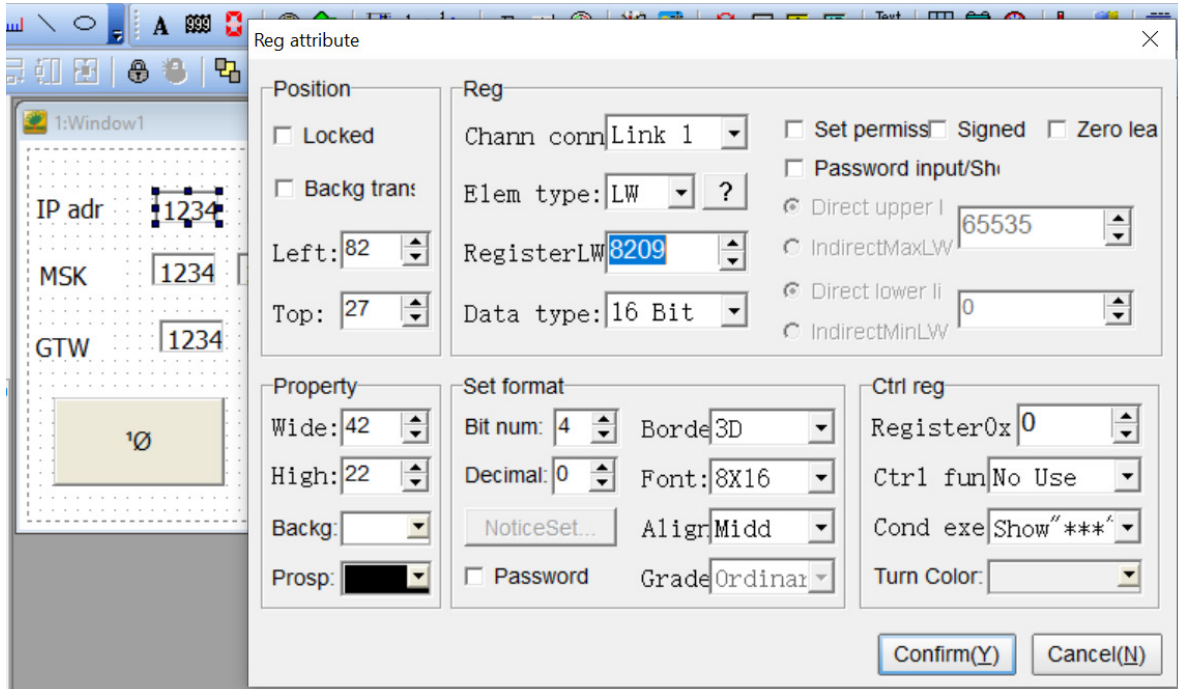 A 999
Text
Reg attribute
1:Window1
IP adr 1234
MSK 1234
GTW 1234
¹Ø
Position
Locked
Backg trans
Left: 82
Top: 27
Reg
Chann conn Link 1
Elem type: LW ?
RegisterLW 8209
Data type: 16 Bit
Set permiss Signed Zero lea
Password input/Sho
Direct upper l 65535
IndirectMaxLW
Direct lower li 0
IndirectMinLW
Property
Wide: 42
High: 22
Backg:
Prosp:
Set format
Bit num: 4 Borde 3D
Decimal: 0 Font: 8X16
NoticeSet... Align Midd
Password Grade Ordinar
Ctrl reg
Register0x 0
Ctrl fun No Use
Cond exe Show"***"
Turn Color:
Confirm(Y) Cancel(N)